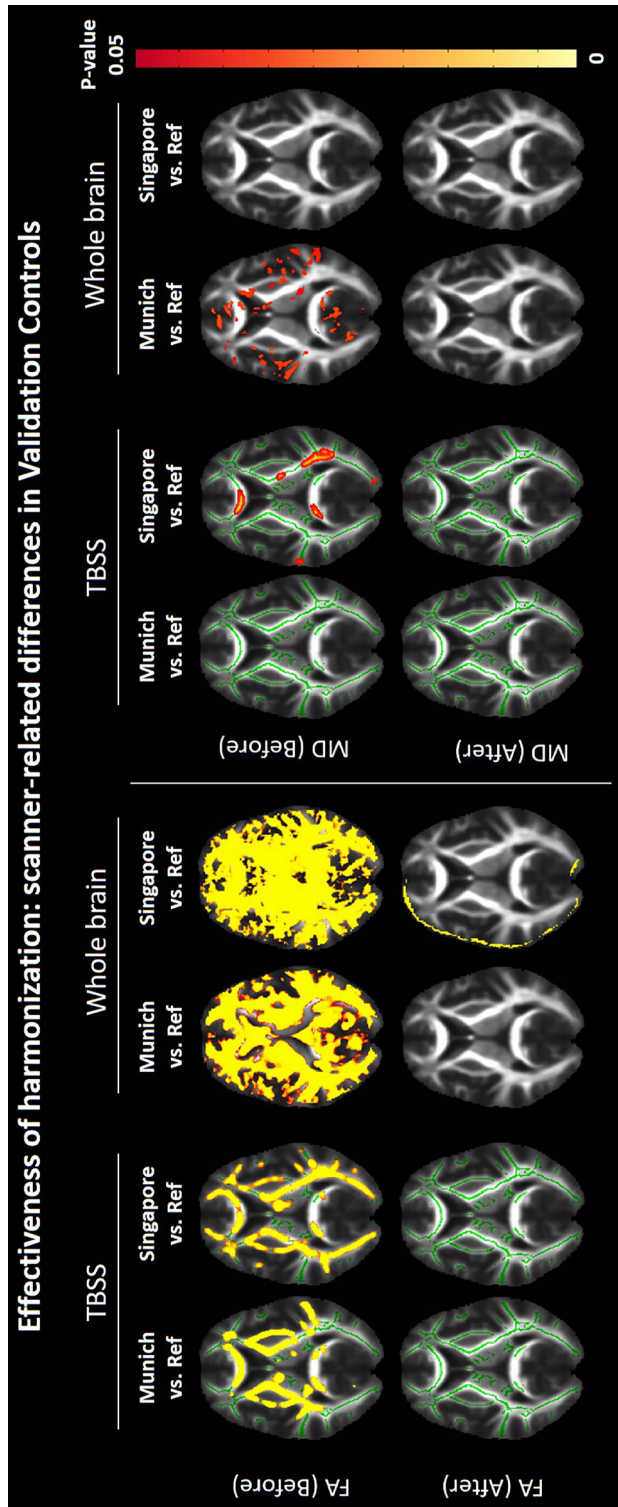 Effectiveness of harmonization: scanner-related differences in Validation Controls
TBSS
Whole brain
TBSS
Whole brain
P-value
Munich
vs. Ref
Singapore
vs. Ref
Munich
vs. Ref
Singapore
vs. Ref
Munich
vs. Ref
Singapore
vs. Ref
Munich
vs. Ref
Singapore
vs. Ref
0.05
0
FA (Before)
MD (Before)
FA (After)
MD (After)